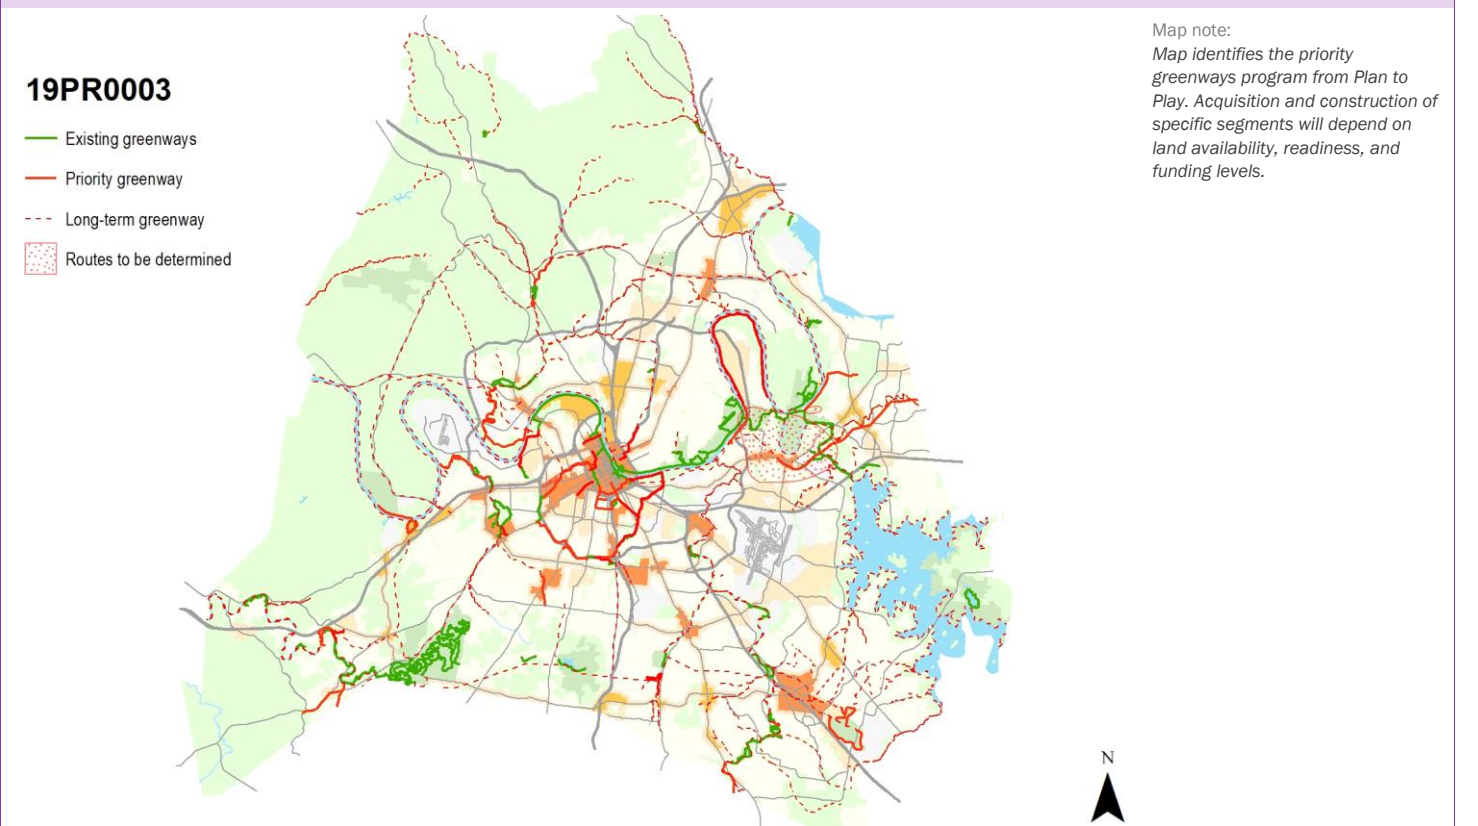 19PR0003
Existing greenways
Priority greenway
Long-term greenway
Routes to be determined
Map note:
Map identifies the priority
greenways program from Plan to
Play. Acquisition and construction of
specific segments will depend on
land availability, readiness, and
funding levels.
N